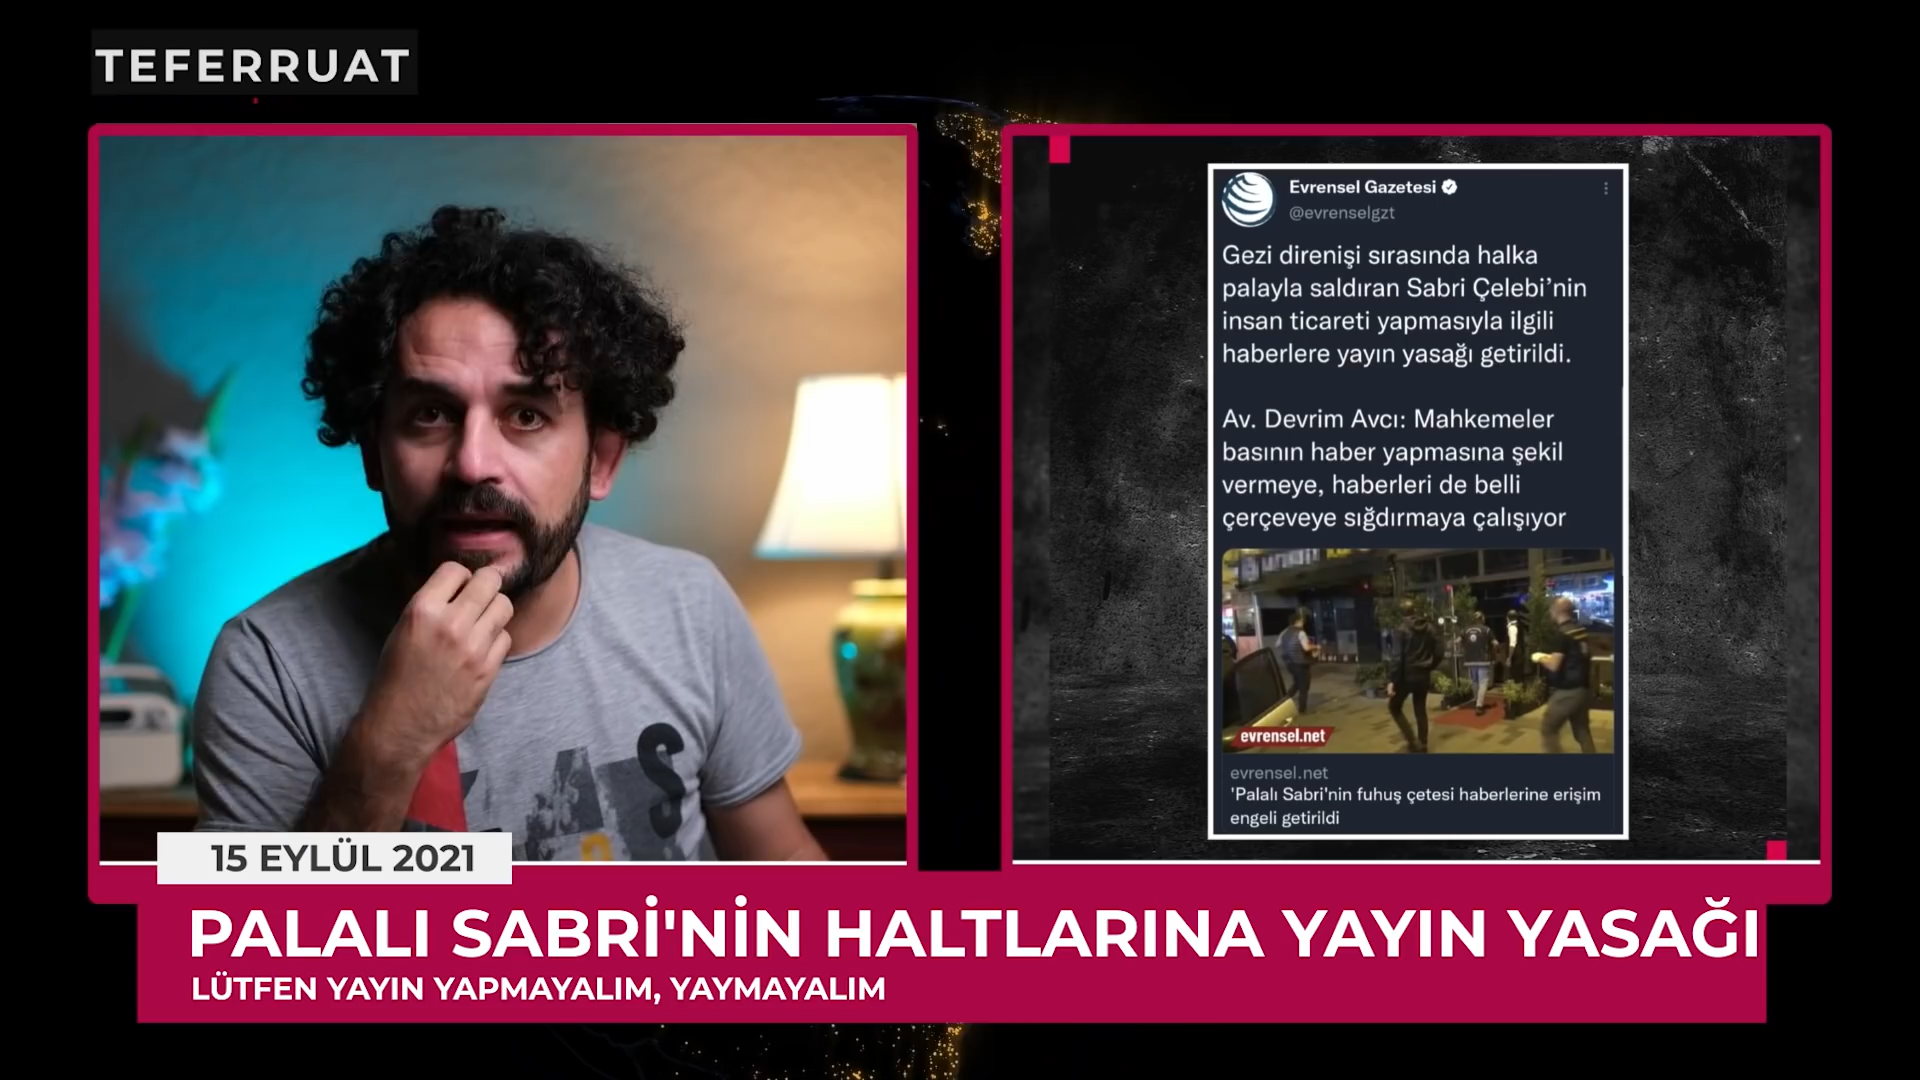 TEFERRUAT
Evrensel Gazetesi
@evrenselgzt
Gezi direnişi sırasında halka
palayla saldıran Sabri Çelebi’nin
insan ticareti yapmasıyla ilgili
haberlere yayın yasağı getirildi.
Av. Devrim Avcı: Mahkemeler
basının haber yapmasına şekil
vermeye, haberleri de belli
çerçeveye sığdırmaya çalışıyor
evrensel.net
evrensel.net
'Palalı Sabri'nin fuhuş çetesi haberlerine erişim
engeli getirildi
15 EYLÜL 2021
PALALI SABRİ'NİN HALTLARINA YAYIN YASAĞI
LÜTFEN YAYIN YAPMAYALIM, YAYMAYALIM